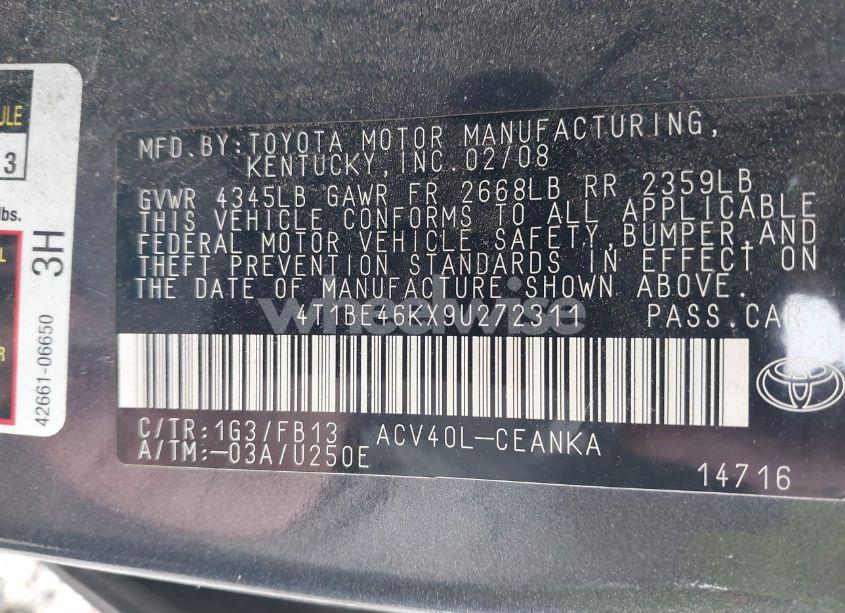 ULE
3
lbs.
L
R
3H
42661-06650
MFD.BY:TOYOTA MOTOR MANUFACTURING,
KENTUCKY,INC.02/08
GVWR 4345LB GAWR FR 2668LB RR 2359LB
THIS VEHICLE CONFORMS TO ALL APPLICABLE
FEDERAL MOTOR VEHICLE SAFETY,BUMPER,AND
THEFT PREVENTION STANDARDS IN EFFECT ON
THE DATE OF MANUFACTURE SHOWN ABOVE.
wheelwise
4T1BE46KX9U272311 PASS.CAR
C/TR:1G3/FB13 ACV40L-CEANKA
A/TM:-03A/U250E
14716